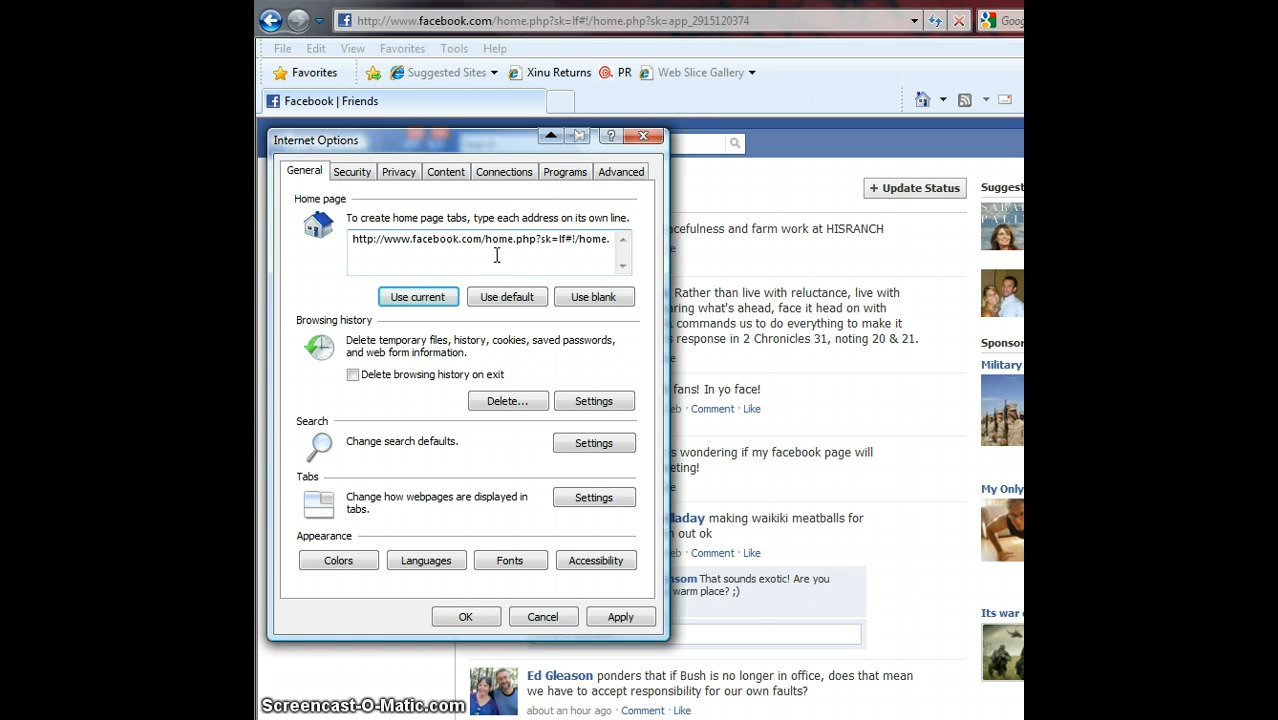 http://www.facebook.com/home.php?sk=lf#!/home.php?sk=app_2915120374
Goo
File Edit View Favorites Tools Help
Favorites Suggested Sites Xinu Returns PR Web Slice Gallery
Facebook | Friends
Internet Options
Search
General Security Privacy Content Connections Programs Advanced
Home page
To create home page tabs, type each address on its own line.
http://www.facebook.com/home.php?sk=lf#!/home.
Use current Use default Use blank
Browsing history
Delete temporary files, history, cookies, saved passwords,
and web form information.
Delete browsing history on exit
Delete... Settings
Search
Change search defaults.
Settings
Tabs
Change how webpages are displayed in
tabs.
Settings
Appearance
Colors Languages Fonts Accessibility
OK Cancel Apply
+ Update Status
acefulness and farm work at HISRANCH
Rather than live with reluctance, live with
aring what's ahead, face it head on with
commands us to do everything to make it
s response in 2 Chronicles 31, noting 20 & 21.
fans! In yo face!
eb · Comment · Like
s wondering if my facebook page will
eting!
laday making waikiki meatballs for
n out ok
eb · Comment · Like
som That sounds exotic! Are you
warm place? ;)
Ed Gleason ponders that if Bush is no longer in office, does that mean
we have to accept responsibility for our own faults?
about an hour ago · Comment · Like
Sugges
SARA
PALI
Sponsor
Military
My Only
Its war
Screencast-O-Matic.com